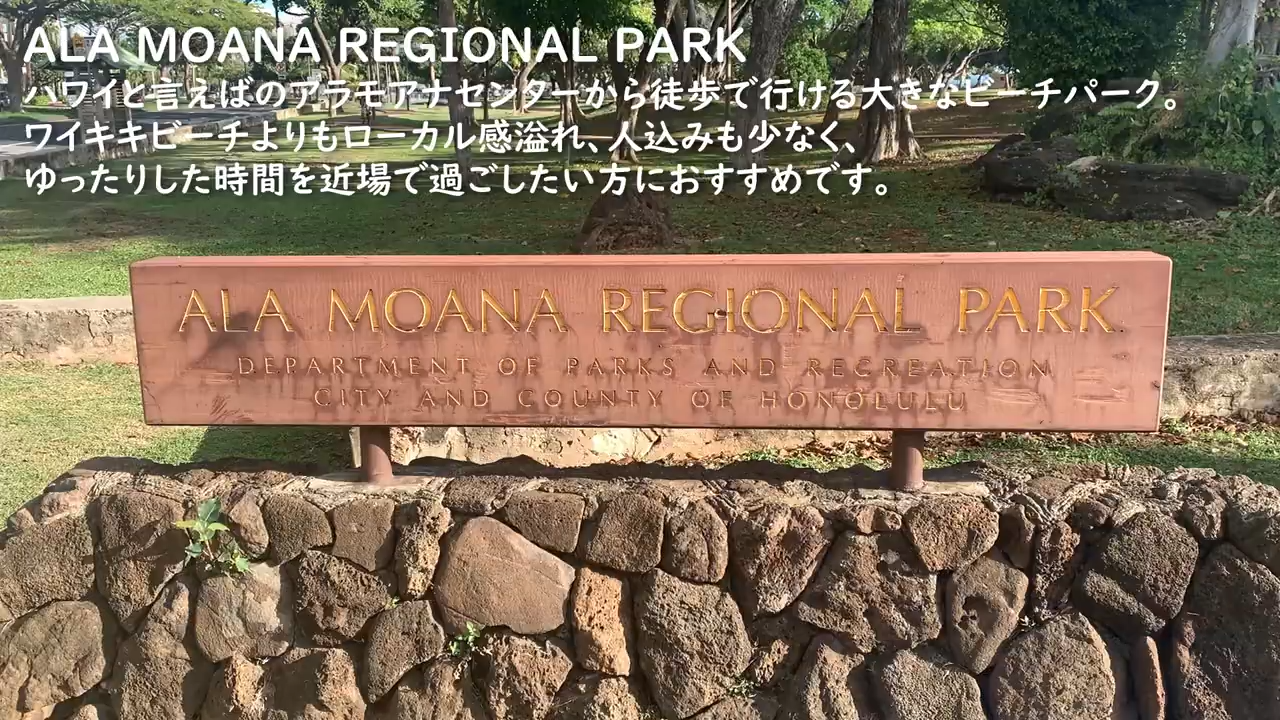 ALA MOANA REGIONAL PARK
ハワイと言えばのアラモアナセンターから徒歩で行ける大きなビーチパーク。
ワイキキビーチよりもローカル感溢れ、人込みも少なく、
ゆったりした時間を近場で過ごしたい方におすすめです。
ALA MOANA REGIONAL PARK
DEPARTMENT OF PARKS AND RECREATION
CITY AND COUNTY OF HONOLULU